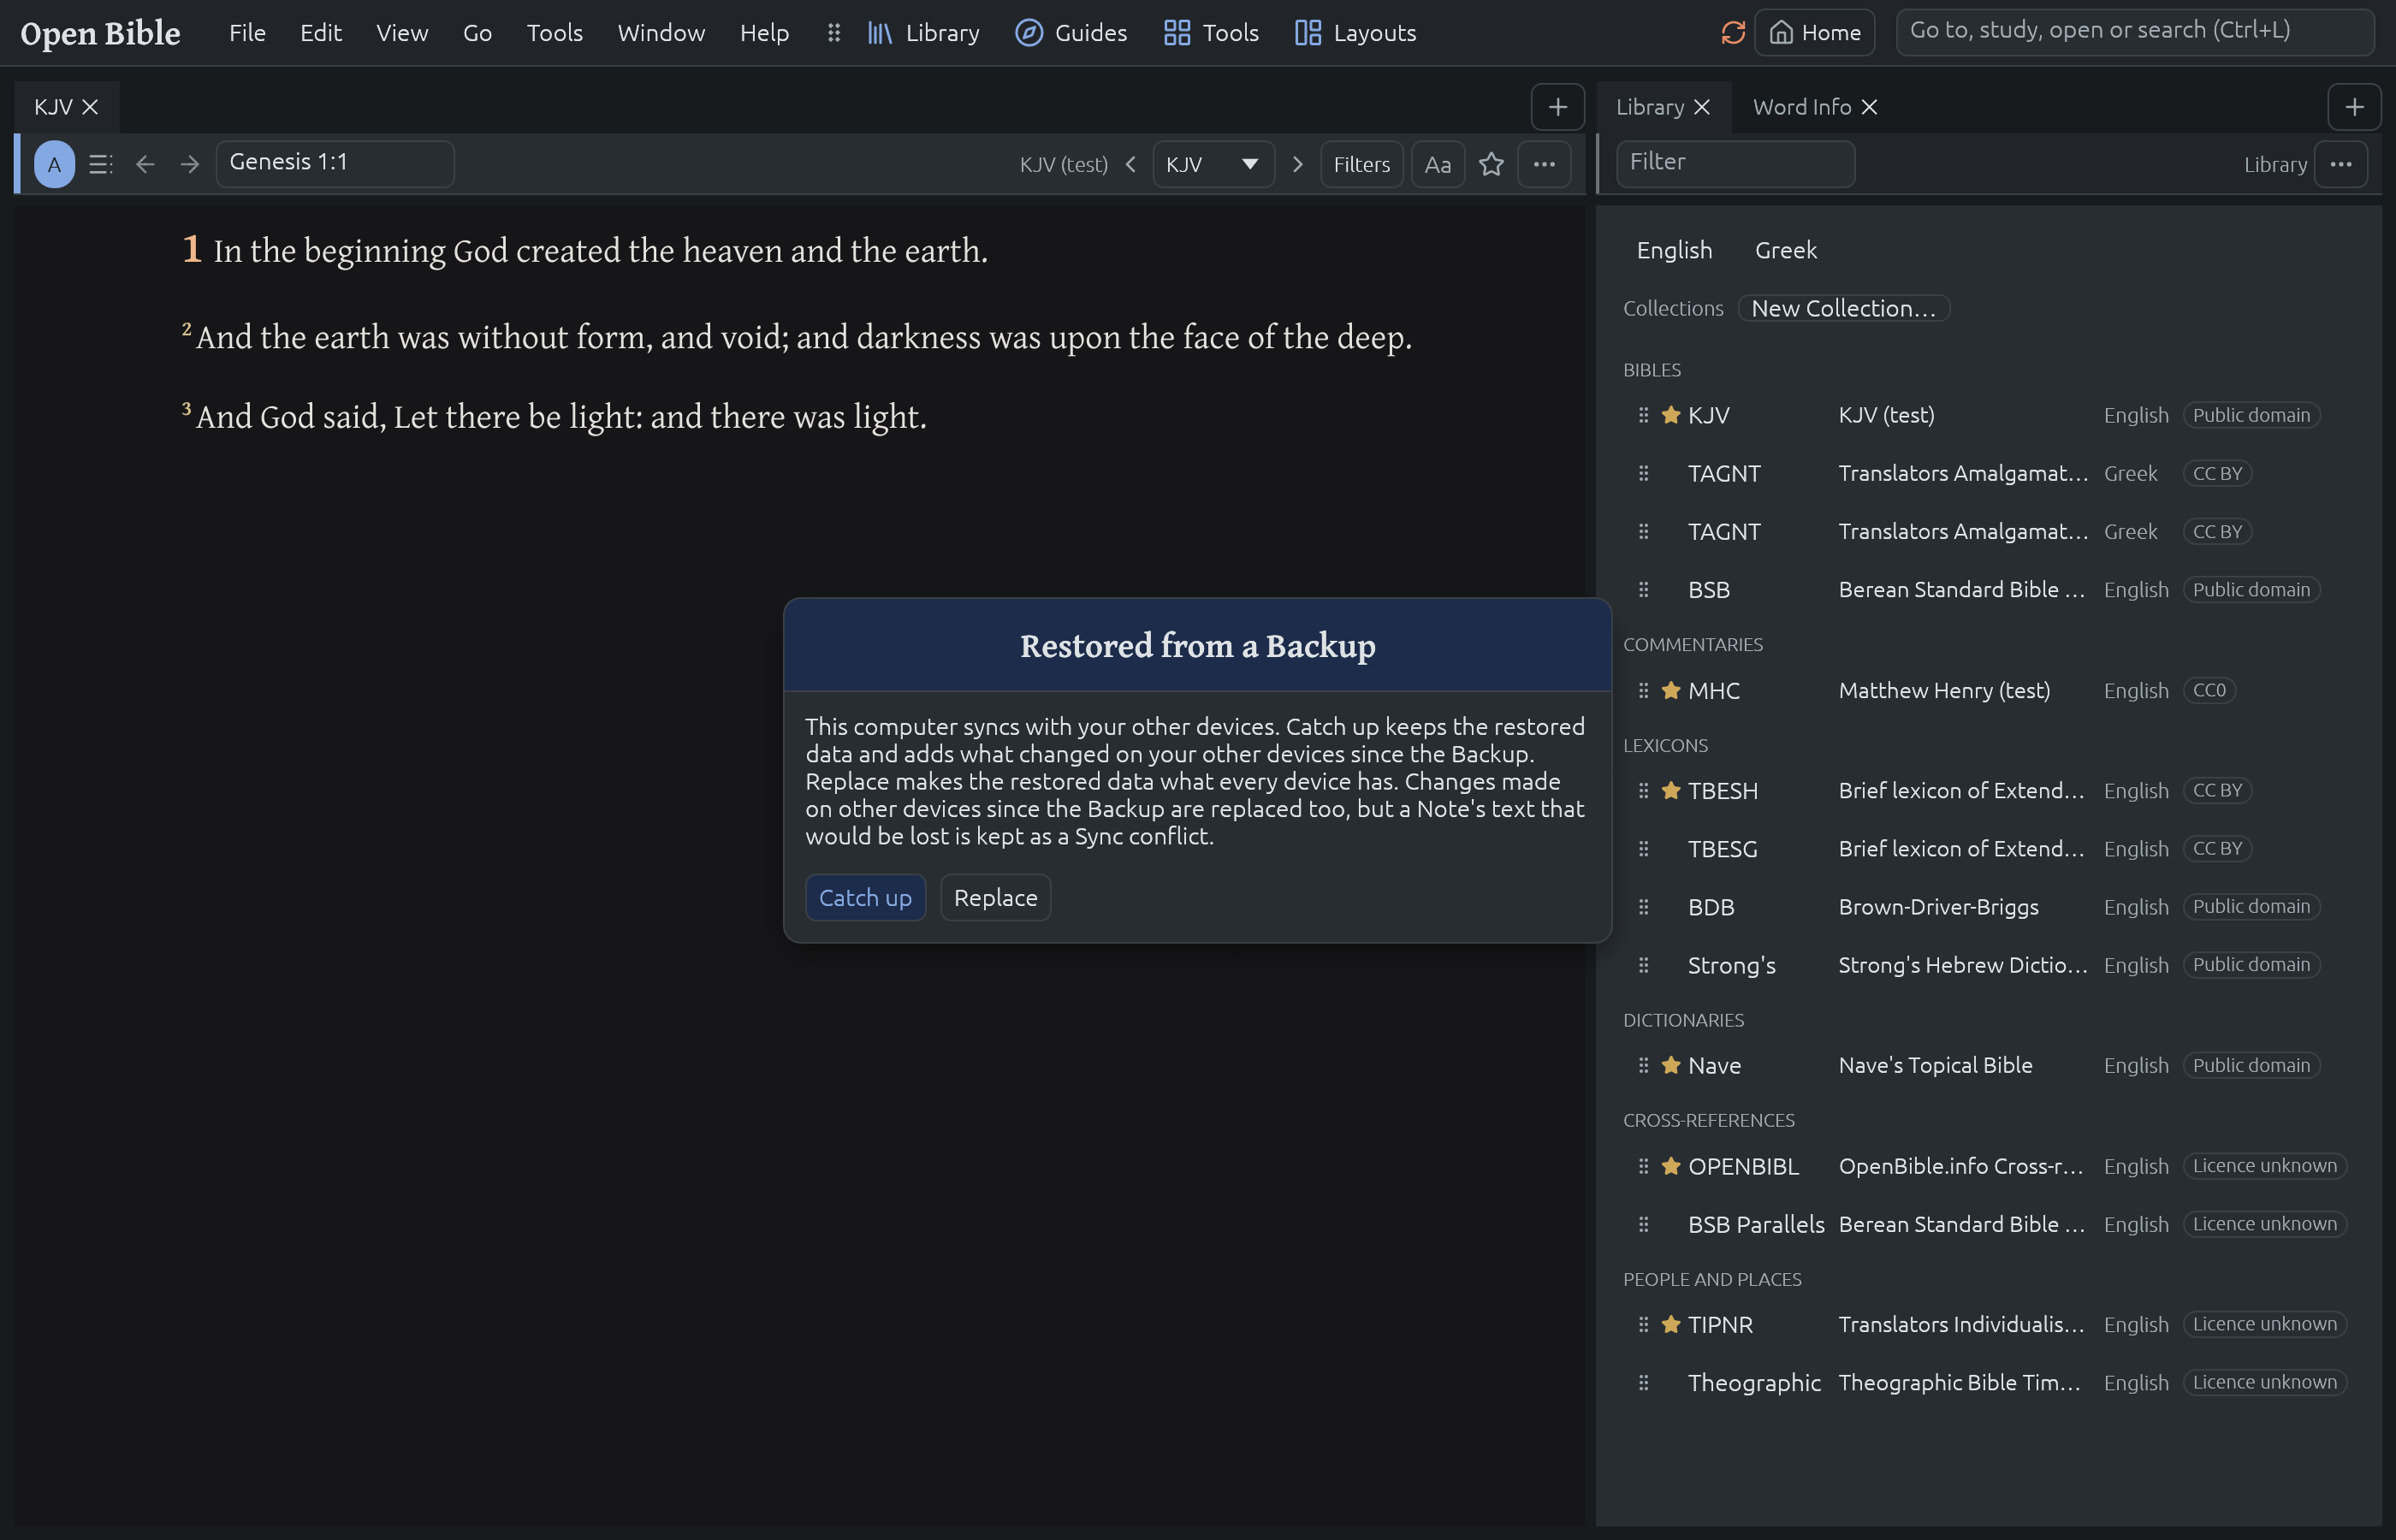 Open Bible File Edit View Go Tools Window Help Library Guides Tools Layouts Home Go to, study, open or search (Ctrl+L)
KJV
Library Word Info
A Genesis 1:1 KJV (test) KJV Filters Aa
Filter Library
1 In the beginning God created the heaven and the earth.
2 And the earth was without form, and void; and darkness was upon the face of the deep.
3 And God said, Let there be light: and there was light.
Restored from a Backup
This computer syncs with your other devices. Catch up keeps the restored
data and adds what changed on your other devices since the Backup.
Replace makes the restored data what every device has. Changes made
on other devices since the Backup are replaced too, but a Note's text that
would be lost is kept as a Sync conflict.
Catch up Replace
English Greek
Collections New Collection…
BIBLES
KJV KJV (test) English Public domain
TAGNT Translators Amalgamat… Greek CC BY
TAGNT Translators Amalgamat… Greek CC BY
BSB Berean Standard Bible … English Public domain
COMMENTARIES
MHC Matthew Henry (test) English CC0
LEXICONS
TBESH Brief lexicon of Extend… English CC BY
TBESG Brief lexicon of Extend… English CC BY
BDB Brown-Driver-Briggs English Public domain
Strong's Strong's Hebrew Dictio… English Public domain
DICTIONARIES
Nave Nave's Topical Bible English Public domain
CROSS-REFERENCES
OPENBIBL OpenBible.info Cross-r… English Licence unknown
BSB Parallels Berean Standard Bible … English Licence unknown
PEOPLE AND PLACES
TIPNR Translators Individualis… English Licence unknown
Theographic Theographic Bible Tim… English Licence unknown